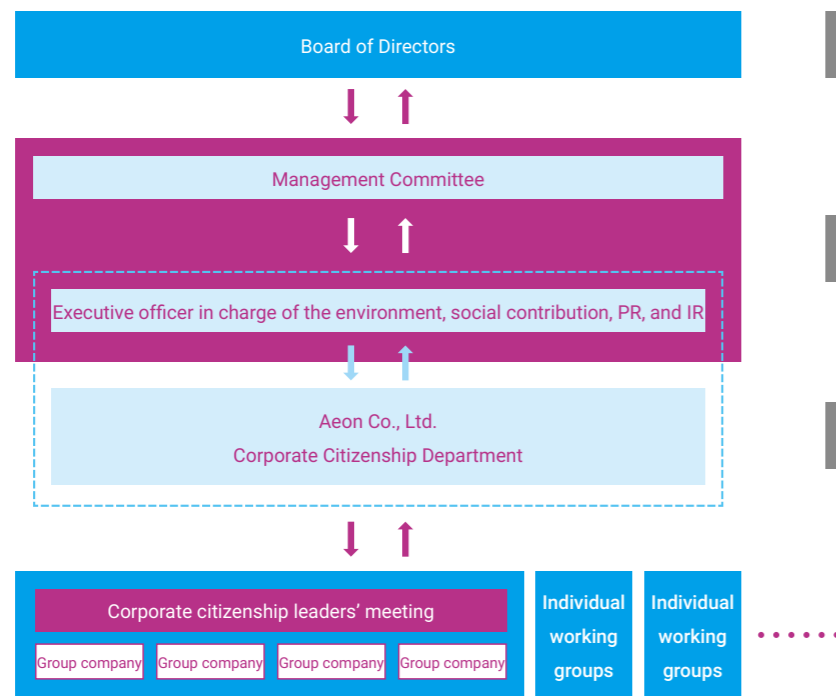 Board of Directors
Management Committee
Executive officer in charge of the environment, social contribution, PR, and IR
Aeon Co., Ltd.
Corporate Citizenship Department
Corporate citizenship leaders’ meeting
Group company
Group company
Group company
Group company
Individual
working
groups
Individual
working
groups